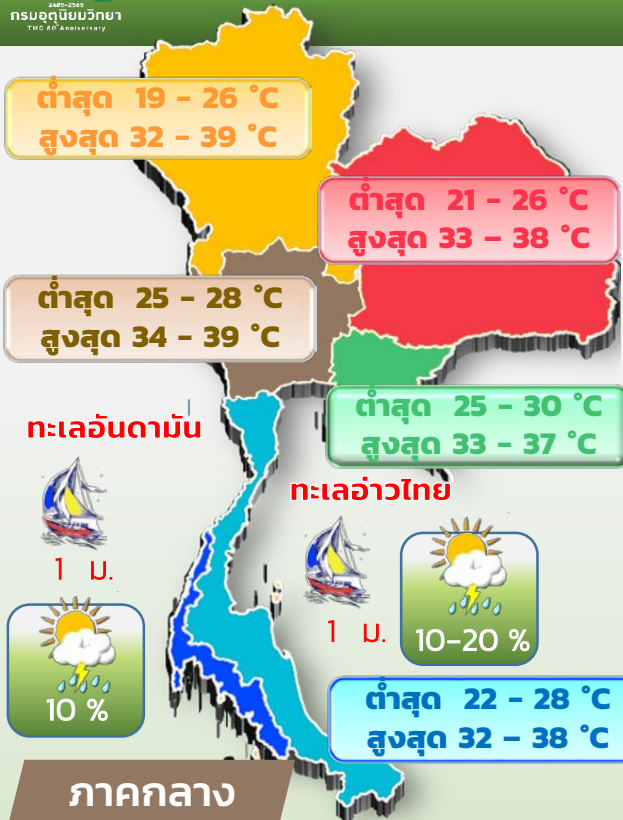 2485-2565
กรมอุตุนิยมวิทยา
TMD 80th Anniversary
ต่ำสุด 19 - 26 °C
สูงสุด 32 - 39 °C
ต่ำสุด 21 - 26 °C
สูงสุด 33 – 38 °C
ต่ำสุด 25 - 28 °C
สูงสุด 34 - 39 °C
ต่ำสุด 25 - 30 °C
สูงสุด 33 - 37 °C
ทะเลอันดามัน
ทะเลอ่าวไทย
1 ม.
1 ม.
10-20 %
10 %
ต่ำสุด 22 - 28 °C
สูงสุด 32 – 38 °C
ภาคกลาง